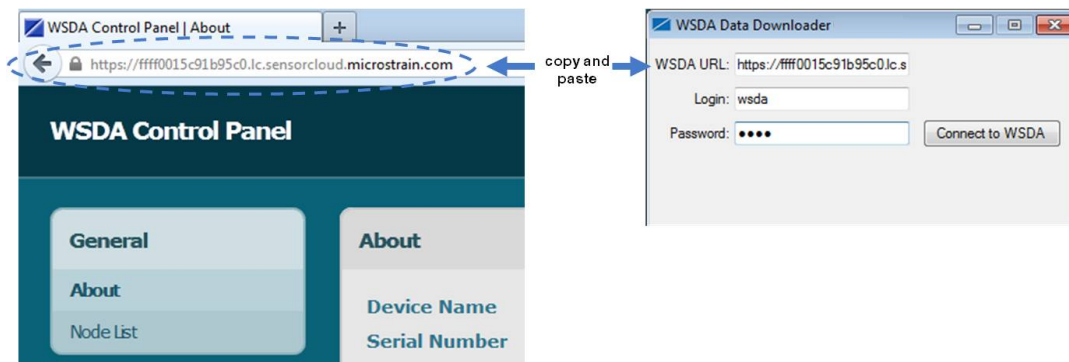 WSDA Control Panel | About
+
https://ffff0015c91b95c0.lc.sensorcloud.microstrain.com
WSDA Control Panel
General
About
Node List
About
Device Name
Serial Number
copy and
paste
WSDA Data Downloader
WSDA URL: https://ffff0015c91b95c0.lc.s
Login: wsda
Password: ●●●●
Connect to WSDA